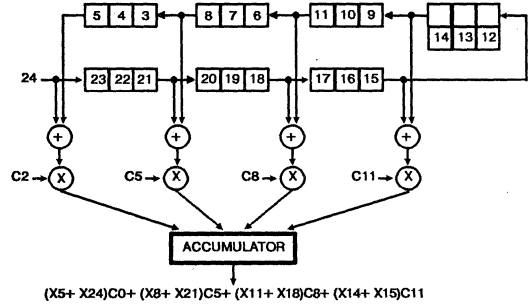 5 4 3 8 7 6 11 10 9
14 13 12
24 23 22 21 20 19 18 17 16 15
+ + + +
C2 X C5 X C8 X C11 X
ACCUMULATOR
(X5+ X24)C0+ (X8+ X21)C5+ (X11+ X18)C8+ (X14+ X15)C11